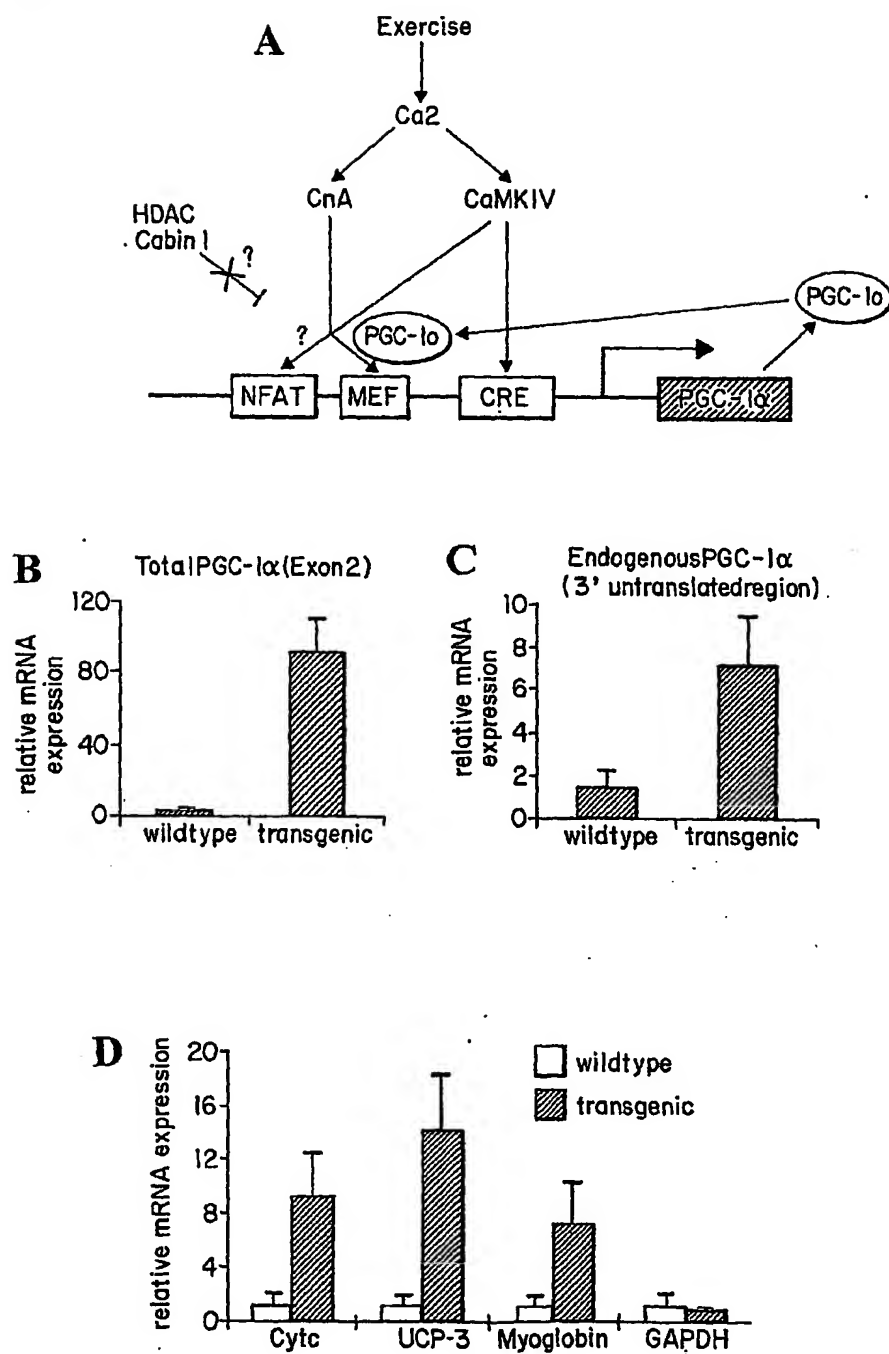 A
Exercise
Ca2
CnA
CaMKIV
HDAC
Cabin 1
?
?
PGC-1α
PGC-1α
NFAT
MEF
CRE
PGC-1α
B
Total PGC-1α(Exon2)
relative mRNA
expression
120
80
40
0
wildtype
transgenic
C
EndogenousPGC-1α
(3' untranslatedregion)
relative mRNA
expression
10
8
6
4
2
0
wildtype
transgenic
D
relative mRNA expression
20
16
12
8
4
0
wildtype
transgenic
Cytc
UCP-3
Myoglobin
GAPDH